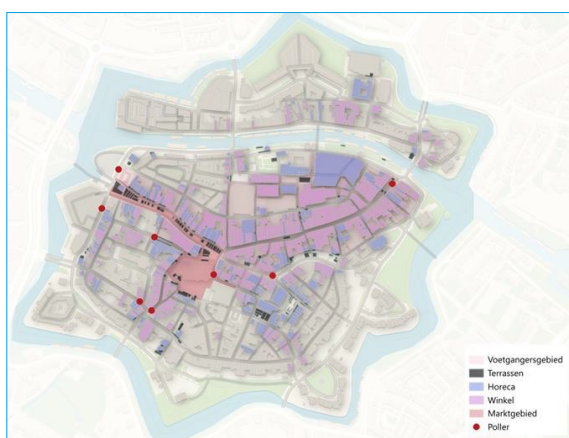 Voetgangersgebied
Terrassen
Horeca
Winkel
Marktgebied
Poller